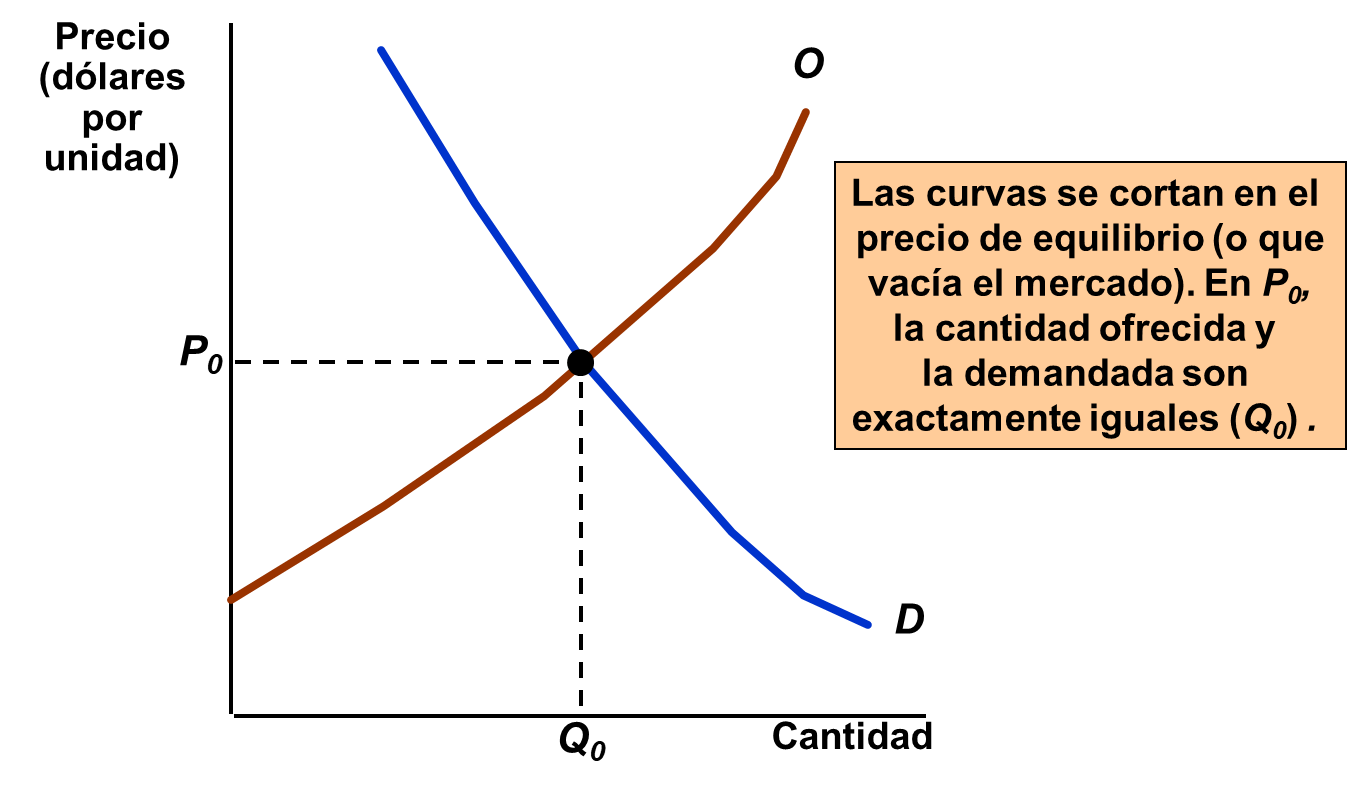 Precio
(dólares
por
unidad)
O
Las curvas se cortan en el
precio de equilibrio (o que
vacía el mercado). En P0,
la cantidad ofrecida y
la demandada son
exactamente iguales (Q0) .
P0
D
Q0
Cantidad